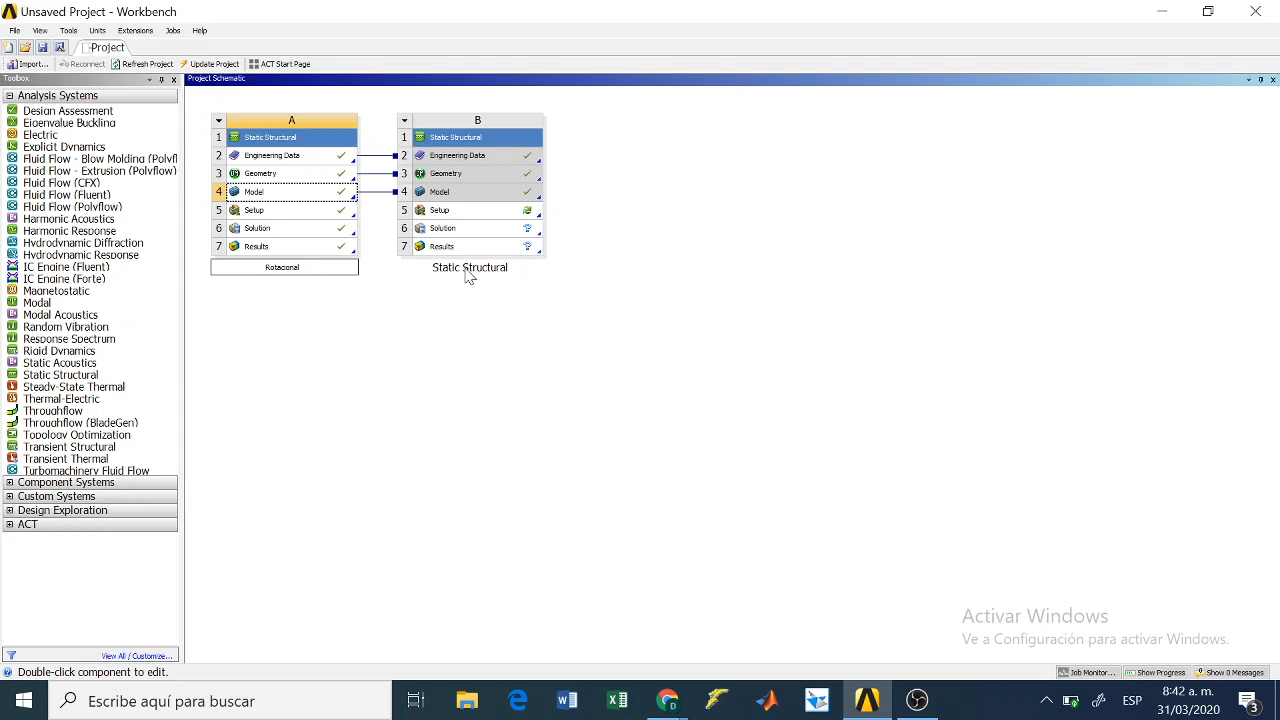 Unsaved Project - Workbench
File View Tools Units Extensions Jobs Help
Project
Import... Reconnect Refresh Project Update Project ACT Start Page
Toolbox
Project Schematic
Analysis Systems
Design Assessment
Eigenvalue Buckling
Electric
Explicit Dynamics
Fluid Flow - Blow Molding (Polyfl
Fluid Flow - Extrusion (Polyflow)
Fluid Flow (CFX)
Fluid Flow (Fluent)
Fluid Flow (Polyflow)
Harmonic Acoustics
Harmonic Response
Hydrodynamic Diffraction
Hydrodynamic Response
IC Engine (Fluent)
IC Engine (Forte)
Magnetostatic
Modal
Modal Acoustics
Random Vibration
Response Spectrum
Rigid Dynamics
Static Acoustics
Static Structural
Steady-State Thermal
Thermal-Electric
Throughflow
Throughflow (BladeGen)
Topology Optimization
Transient Structural
Transient Thermal
Turbomachinery Fluid Flow
Component Systems
Custom Systems
Design Exploration
ACT
View All / Customize...
A
1 Static Structural
2 Engineering Data
3 Geometry
4 Model
5 Setup
6 Solution
7 Results
Rotacional
B
1 Static Structural
2 Engineering Data
3 Geometry
4 Model
5 Setup
6 Solution
7 Results
Static Structural
Activar Windows
Ve a Configuración para activar Windows.
Double-click component to edit.
Job Monitor... Show Progress Show 0 Messages
Escribe aquí para buscar
ESP
8:42 a. m.
31/03/2020
3